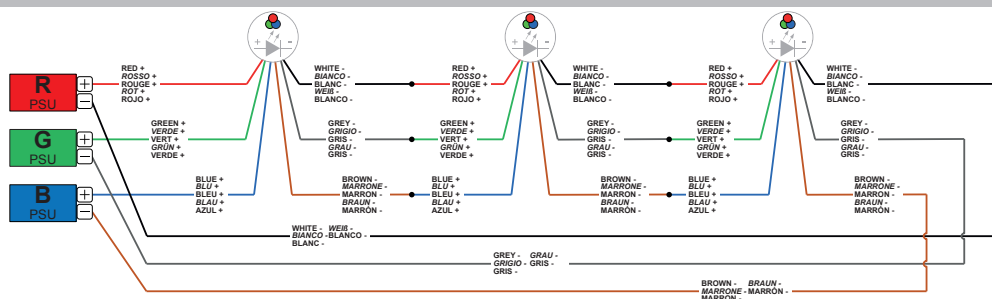 R
PSU
+
−
G
PSU
+
−
B
PSU
+
−
+ -
RED +
ROSSO +
ROUGE +
ROT +
ROJO +
WHITE -
BIANCO -
BLANC -
WEIß -
BLANCO -
GREEN +
VERDE +
VERT +
GRÜN +
VERDE +
GREY -
GRIGIO -
GRIS -
GRAU -
GRIS -
BLUE +
BLU +
BLEU +
BLAU +
AZUL +
BROWN -
MARRONE -
MARRON -
BRAUN -
MARRÓN -
+ -
RED +
ROSSO +
ROUGE +
ROT +
ROJO +
WHITE -
BIANCO -
BLANC -
WEIß -
BLANCO -
GREEN +
VERDE +
VERT +
GRÜN +
VERDE +
GREY -
GRIGIO -
GRIS -
GRAU -
GRIS -
BLUE +
BLU +
BLEU +
BLAU +
AZUL +
BROWN -
MARRONE -
MARRON -
BRAUN -
MARRÓN -
+ -
RED +
ROSSO +
ROUGE +
ROT +
ROJO +
WHITE -
BIANCO -
BLANC -
WEIß -
BLANCO -
GREEN +
VERDE +
VERT +
GRÜN +
VERDE +
GREY -
GRIGIO -
GRIS -
GRAU -
GRIS -
BLUE +
BLU +
BLEU +
BLAU +
AZUL +
BROWN -
MARRONE -
MARRON -
BRAUN -
MARRÓN -
WHITE - WEIß -
BIANCO - BLANCO -
BLANC -
GREY - GRAU -
GRIGIO - GRIS -
GRIS -
BROWN - BRAUN -
MARRONE - MARRÓN -
MARRON -